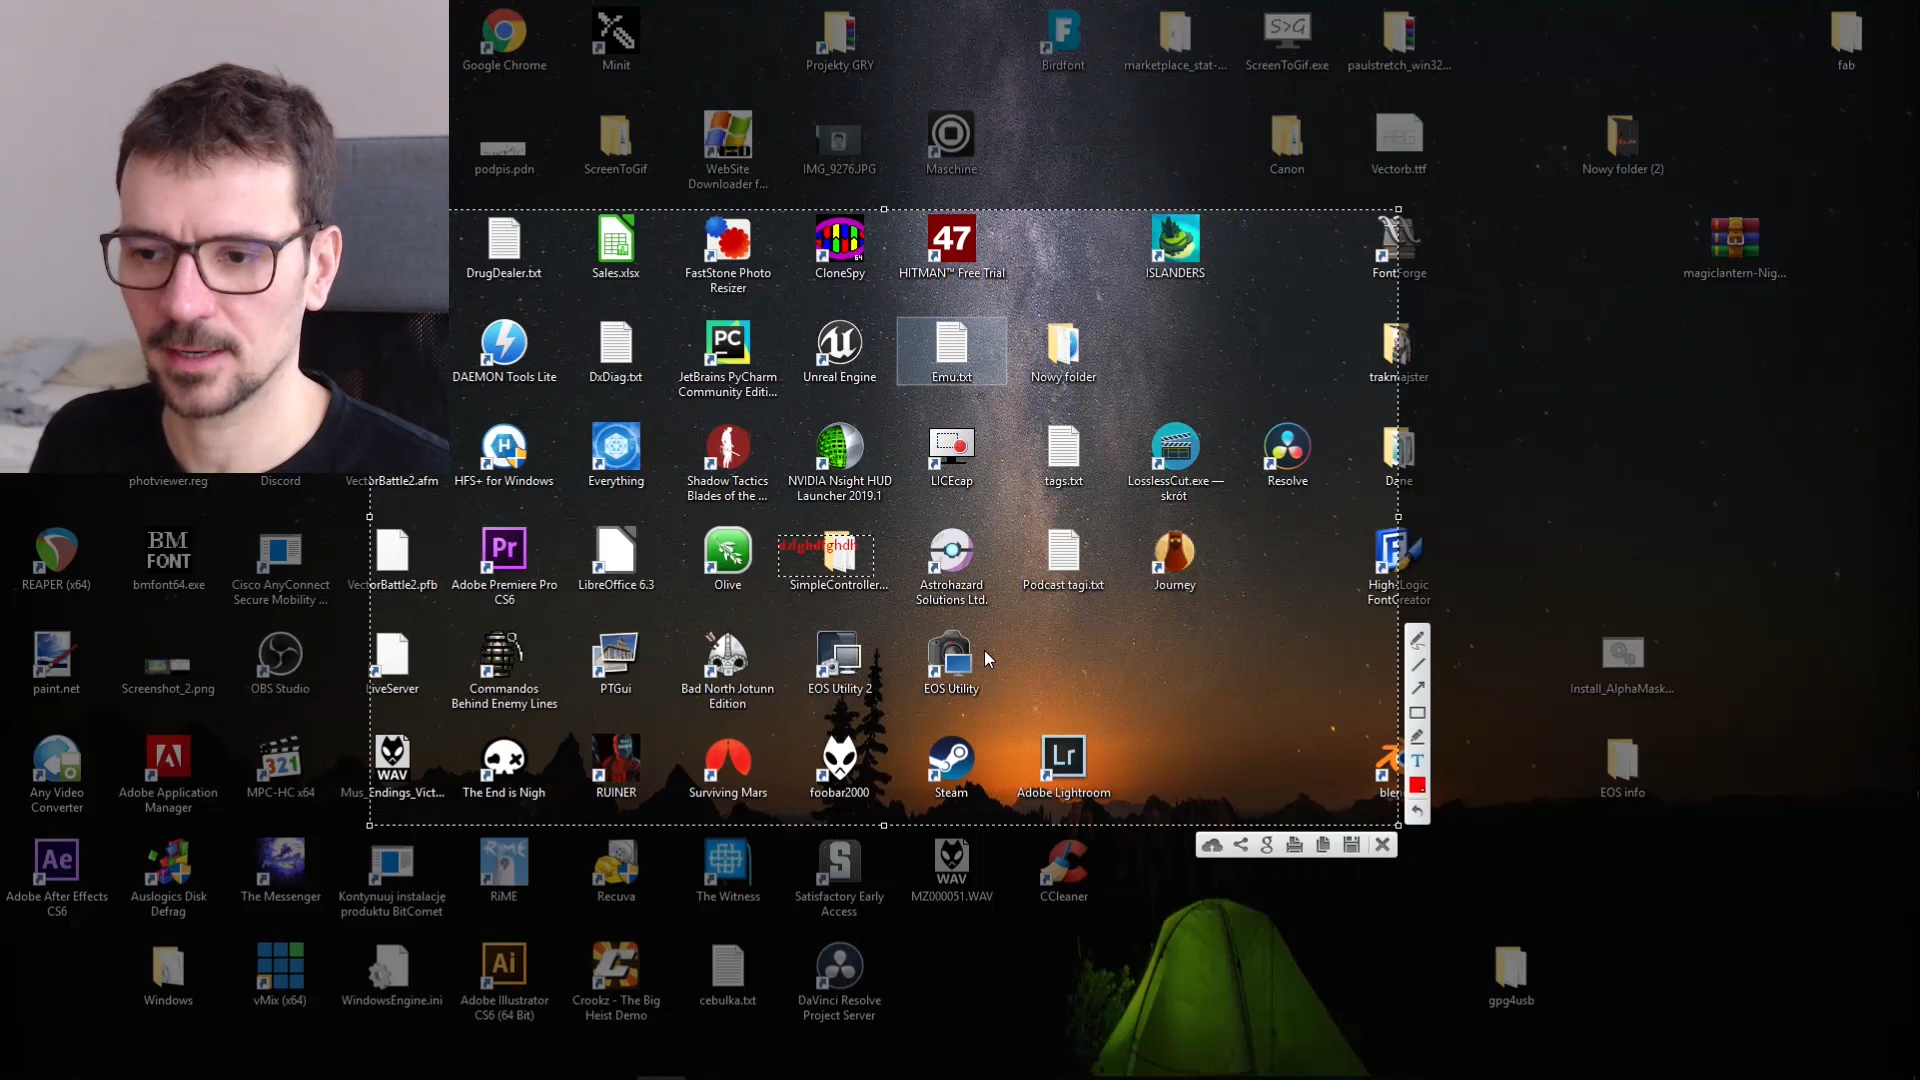 Google Chrome
Minit
Projekty GRY
Birdfont
marketplace_stat-...
S>G
ScreenToGif.exe
paulstretch_win32...
fab
podpis.pdn
ScreenToGif
WebSite
Downloader f...
IMG_9276.JPG
Maschine
Canon
Vectorb.ttf
Nowy folder (2)
DrugDealer.txt
Sales.xlsx
FastStone Photo
Resizer
64
CloneSpy
47
HITMAN™ Free Trial
ISLANDERS
FontForge
magiclantern-Nig...
DAEMON Tools Lite
DxDiag.txt
PC
JetBrains PyCharm
Community Editi...
Unreal Engine
Emu.txt
Nowy folder
trakmajster
photviewer.reg
Discord
VectorBattle2.afm
HFS+ for Windows
Everything
Shadow Tactics
Blades of the ...
NVIDIA Nsight HUD
Launcher 2019.1
LICEcap
tags.txt
LosslessCut.exe —
skrót
Resolve
Dane
REAPER (x64)
BM
FONT
bmfont64.exe
Cisco AnyConnect
Secure Mobility ...
VectorBattle2.pfb
Pr
Adobe Premiere Pro
CS6
LibreOffice 6.3
Olive
SimpleController...
Astrohazard
Solutions Ltd.
Podcast tagi.txt
Journey
High-Logic
FontCreator
paint.net
Screenshot_2.png
OBS Studio
LiveServer
Commandos
Behind Enemy Lines
PTGui
Bad North Jotunn
Edition
EOS Utility 2
EOS Utility
T
Install_AlphaMask...
Any Video
Converter
Adobe Application
Manager
321
MPC-HC x64
WAV
Mus_Endings_Vict...
The End is Nigh
RUINER
Surviving Mars
foobar2000
Steam
Lr
Adobe Lightroom
blen
EOS info
Ae
Adobe After Effects
CS6
Auslogics Disk
Defrag
The Messenger
Kontynuuj instalację
produktu BitComet
RiME
RiME
Recuva
The Witness
S
Satisfactory Early
Access
WAV
MZ000051.WAV
CCleaner
g
Windows
vMix (x64)
WindowsEngine.ini
Ai
Adobe Illustrator
CS6 (64 Bit)
Crookz - The Big
Heist Demo
cebulka.txt
DaVinci Resolve
Project Server
gpg4usb